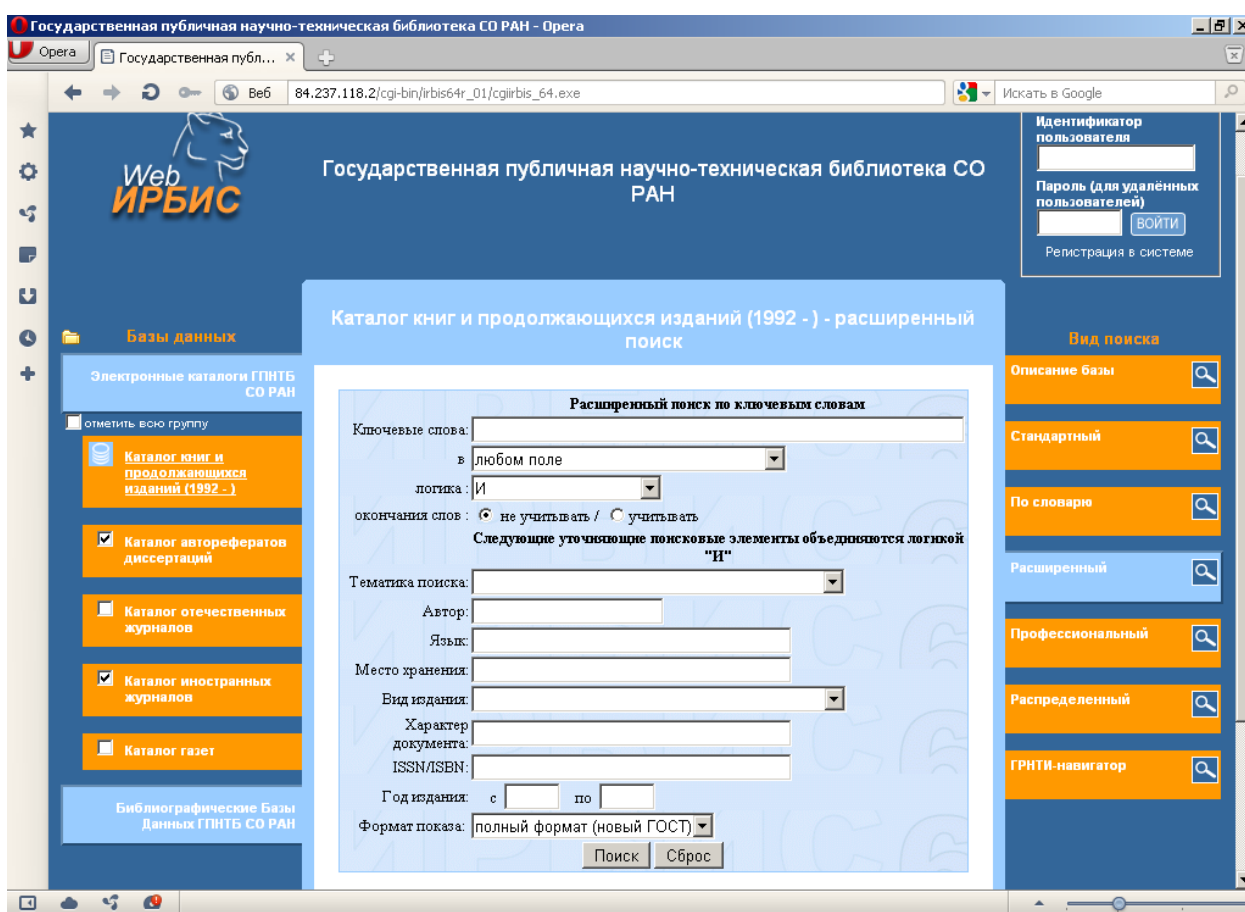 Государственная публичная научно-техническая библиотека СО РАН - Opera
Opera
Государственная публ...
Веб
84.237.118.2/cgi-bin/irbis64r_01/cgiirbis_64.exe
Искать в Google
Web
ИРБИС
Государственная публичная научно-техническая библиотека СО
РАН
Идентификатор
пользователя
Пароль (для удалённых
пользователей)
ВОЙТИ
Регистрация в системе
Базы данных
Электронные каталоги ГПНТБ
СО РАН
отметить всю группу
Каталог книг и
продолжающихся
изданий (1992 - )
Каталог авторефератов
диссертаций
Каталог отечественных
журналов
Каталог иностранных
журналов
Каталог газет
Библиографические Базы
Данных ГПНТБ СО РАН
Каталог книг и продолжающихся изданий (1992 - ) - расширенный
поиск
Расширенный поиск по ключевым словам
Ключевые слова:
в любом поле
логика : И
окончания слов : не учитывать / учитывать
Следующие уточняющие поисковые элементы объединяются логикой
"И"
Тематика поиска:
Автор:
Язык:
Место хранения:
Вид издания:
Характер
документа:
ISSN/ISBN:
Год издания: с по
Формат показа: полный формат (новый ГОСТ)
Поиск Сброс
Вид поиска
Описание базы
Стандартный
По словарю
Расширенный
Профессиональный
Распределенный
ГРНТИ-навигатор